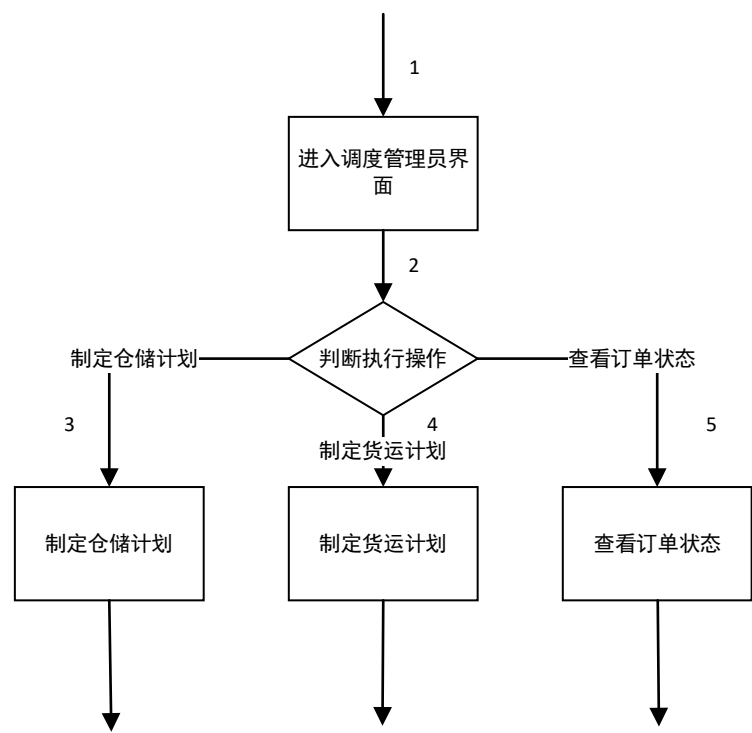 1
进入调度管理员界
面
2
制定仓储计划
判断执行操作
查看订单状态
3
4
5
制定货运计划
制定仓储计划
制定货运计划
查看订单状态